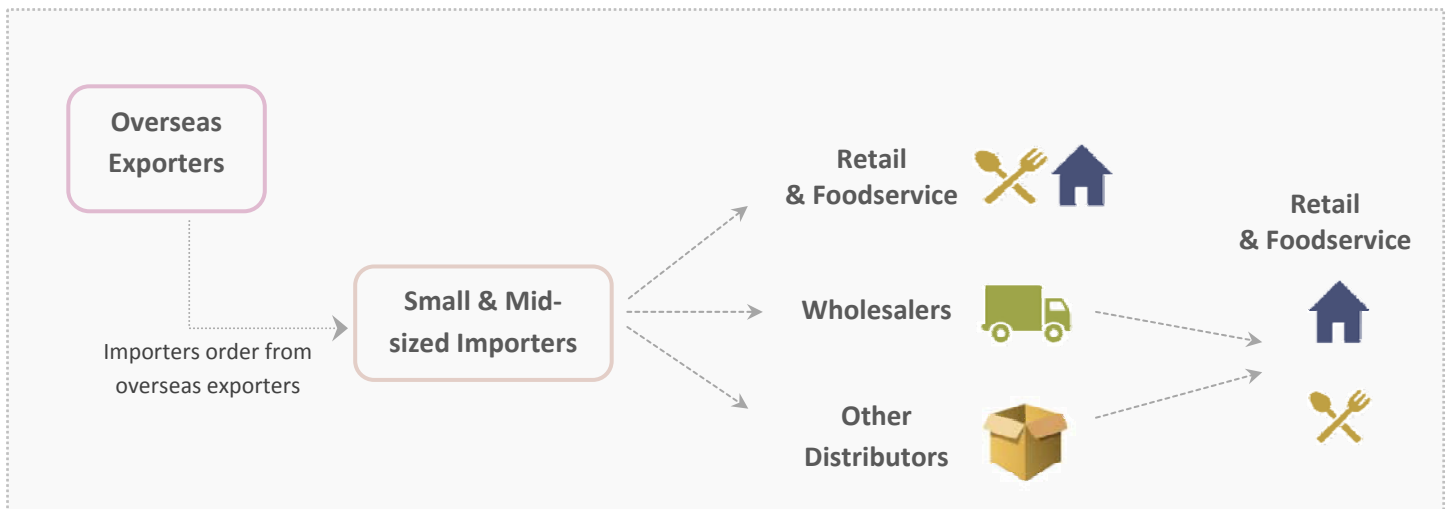 Overseas
Exporters
Importers order from
overseas exporters
Small & Mid-
sized Importers
Retail
& Foodservice
Wholesalers
Other
Distributors
Retail
& Foodservice